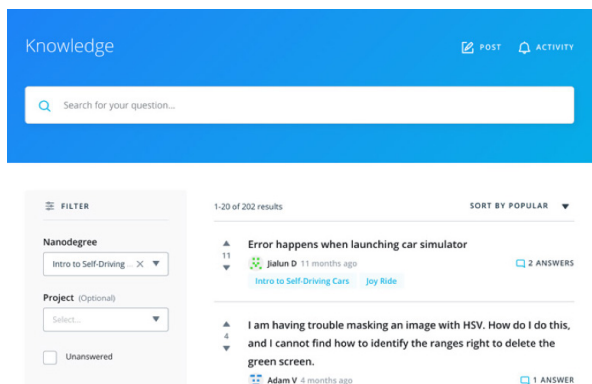 Knowledge
POST
ACTIVITY
Search for your question...
FILTER
Nanodegree
Intro to Self-Driving ...
Project (Optional)
Select...
Unanswered
1-20 of 202 results
SORT BY POPULAR
11
Error happens when launching car simulator
Jialun D 11 months ago
2 ANSWERS
Intro to Self-Driving Cars
Joy Ride
4
I am having trouble masking an image with HSV. How do I do this,
and I cannot find how to identify the ranges right to delete the
green screen.
Adam V 4 months ago
1 ANSWER